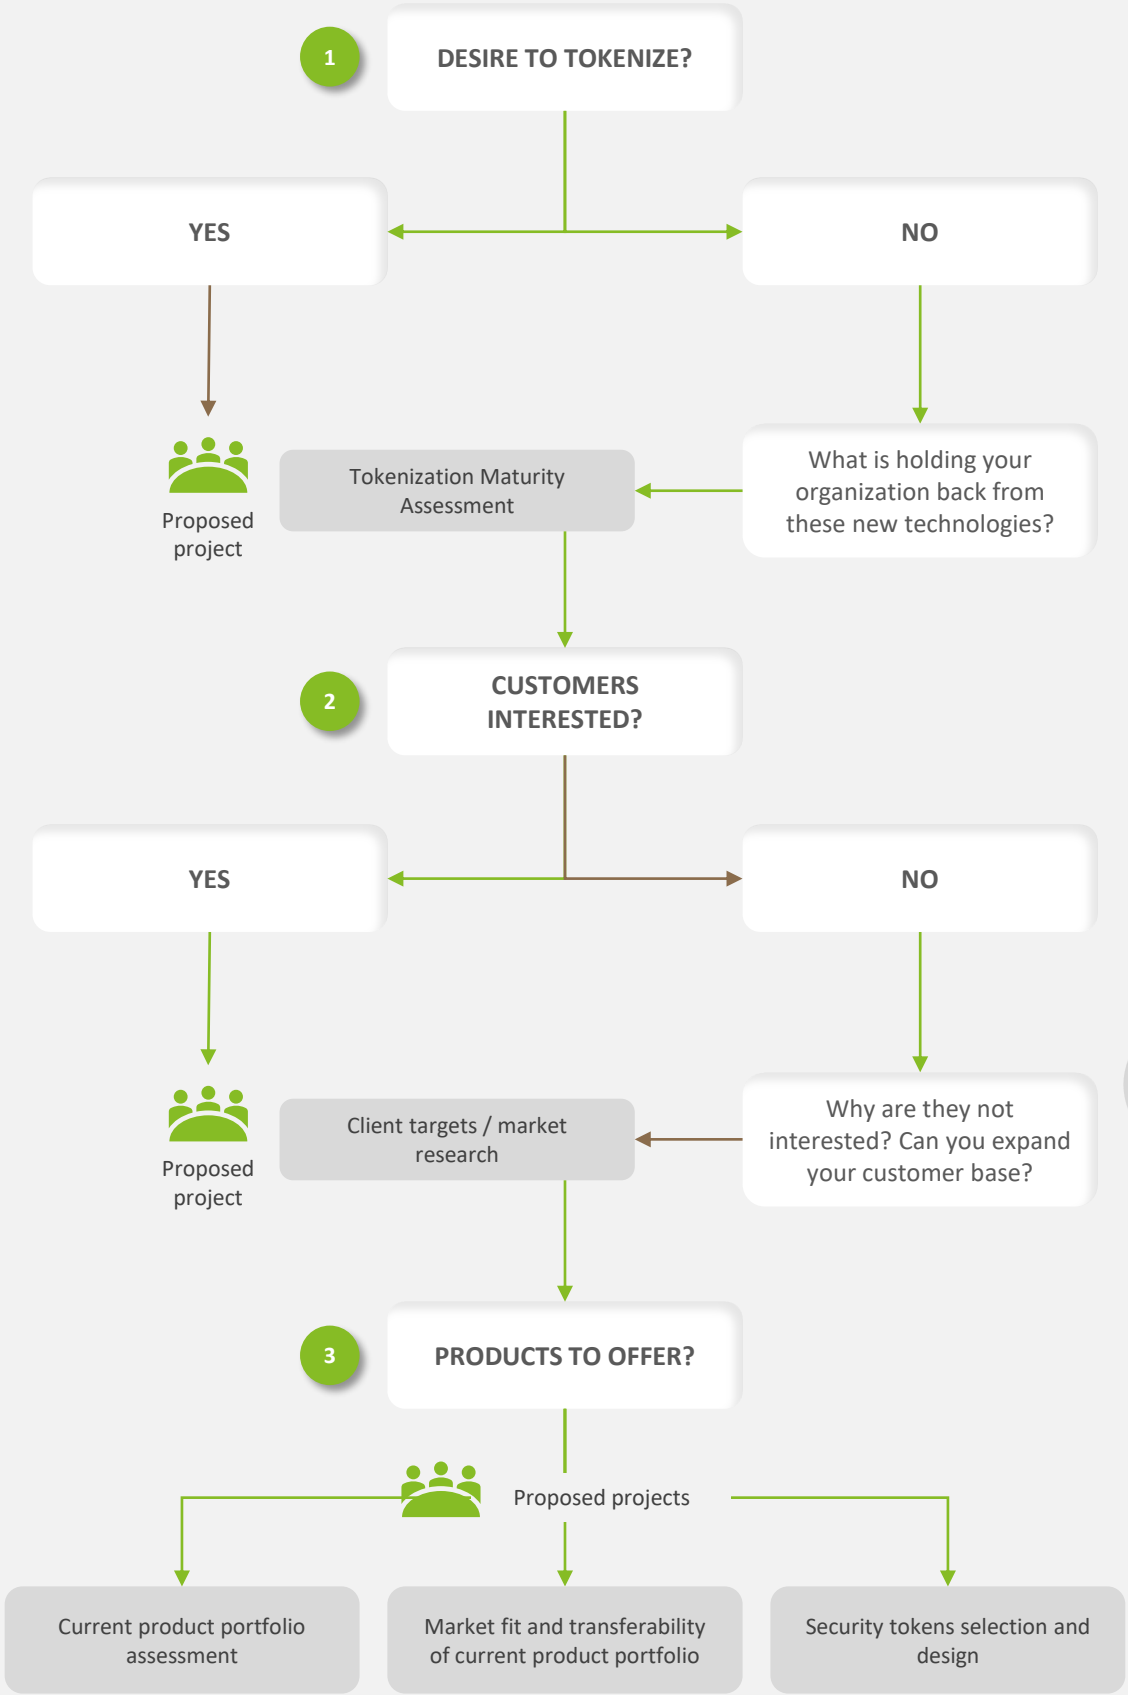 1
DESIRE TO TOKENIZE?
YES
NO
Proposed
project
Tokenization Maturity
Assessment
What is holding your
organization back from
these new technologies?
2
CUSTOMERS
INTERESTED?
YES
NO
Proposed
project
Client targets / market
research
Why are they not
interested? Can you expand
your customer base?
3
PRODUCTS TO OFFER?
Proposed projects
Current product portfolio
assessment
Market fit and transferability
of current product portfolio
Security tokens selection and
design